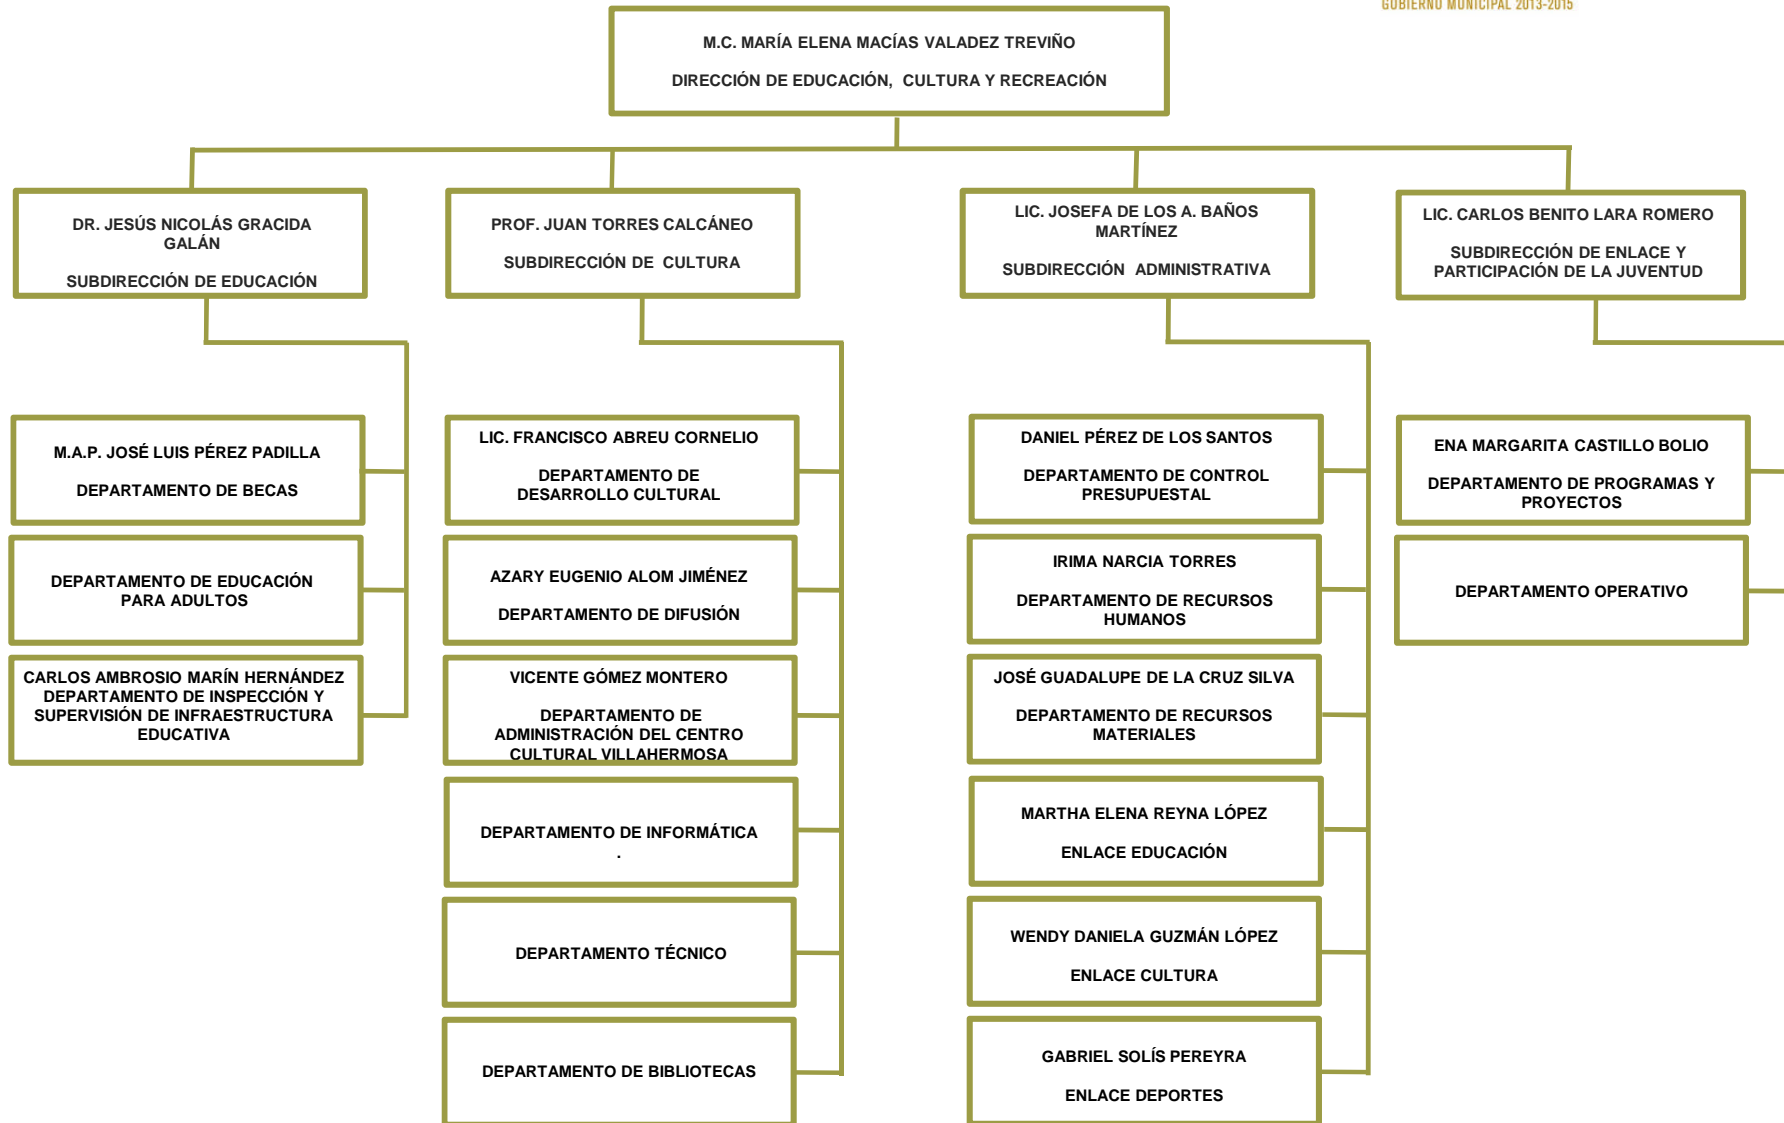 GOBIERNO MUNICIPAL 2013-2015
M.C. MARÍA ELENA MACÍAS VALADEZ TREVIÑO
DIRECCIÓN DE EDUCACIÓN, CULTURA Y RECREACIÓN
DR. JESÚS NICOLÁS GRACIDA
GALÁN
SUBDIRECCIÓN DE EDUCACIÓN
PROF. JUAN TORRES CALCÁNEO
SUBDIRECCIÓN DE CULTURA
LIC. JOSEFA DE LOS A. BAÑOS
MARTÍNEZ
SUBDIRECCIÓN ADMINISTRATIVA
LIC. CARLOS BENITO LARA ROMERO
SUBDIRECCIÓN DE ENLACE Y
PARTICIPACIÓN DE LA JUVENTUD
M.A.P. JOSÉ LUIS PÉREZ PADILLA
DEPARTAMENTO DE BECAS
DEPARTAMENTO DE EDUCACIÓN
PARA ADULTOS
CARLOS AMBROSIO MARÍN HERNÁNDEZ
DEPARTAMENTO DE INSPECCIÓN Y
SUPERVISIÓN DE INFRAESTRUCTURA
EDUCATIVA
LIC. FRANCISCO ABREU CORNELIO
DEPARTAMENTO DE
DESARROLLO CULTURAL
AZARY EUGENIO ALOM JIMÉNEZ
DEPARTAMENTO DE DIFUSIÓN
VICENTE GÓMEZ MONTERO
DEPARTAMENTO DE
ADMINISTRACIÓN DEL CENTRO
CULTURAL VILLAHERMOSA
DEPARTAMENTO DE INFORMÁTICA
.
DEPARTAMENTO TÉCNICO
DEPARTAMENTO DE BIBLIOTECAS
DANIEL PÉREZ DE LOS SANTOS
DEPARTAMENTO DE CONTROL
PRESUPUESTAL
IRIMA NARCIA TORRES
DEPARTAMENTO DE RECURSOS
HUMANOS
JOSÉ GUADALUPE DE LA CRUZ SILVA
DEPARTAMENTO DE RECURSOS
MATERIALES
MARTHA ELENA REYNA LÓPEZ
ENLACE EDUCACIÓN
WENDY DANIELA GUZMÁN LÓPEZ
ENLACE CULTURA
GABRIEL SOLÍS PEREYRA
ENLACE DEPORTES
ENA MARGARITA CASTILLO BOLIO
DEPARTAMENTO DE PROGRAMAS Y
PROYECTOS
DEPARTAMENTO OPERATIVO